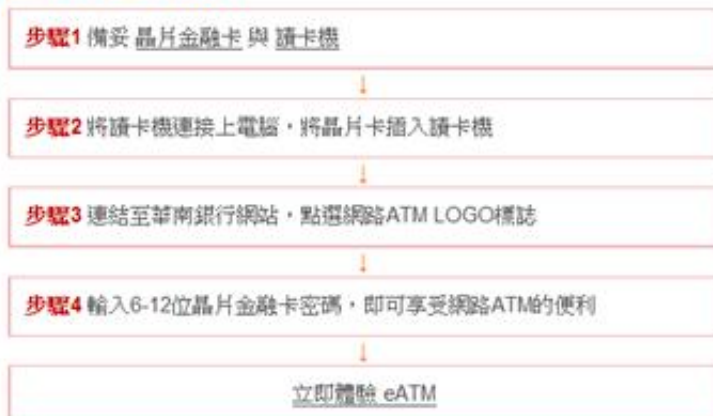 步驟1 備妥 晶片金融卡 與 讀卡機
↓
步驟2 將讀卡機連接上電腦，將晶片卡插入讀卡機
↓
步驟3 連結至華南銀行網站，點選網路ATM LOGO標誌
↓
步驟4 輸入6-12位晶片金融卡密碼，即可享受網路ATM的便利
↓
立即體驗 eATM